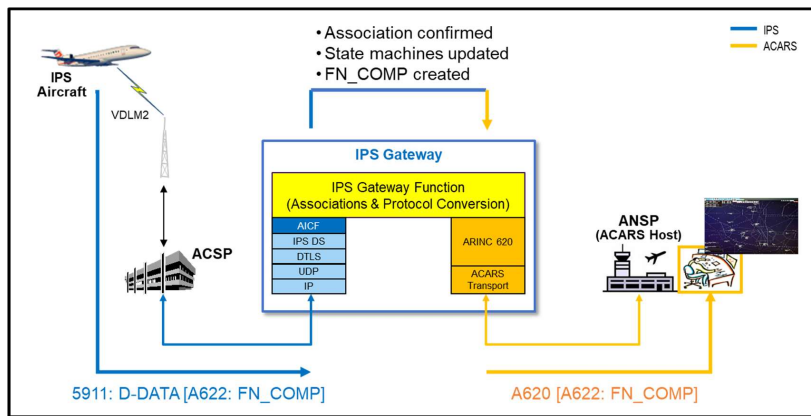 • Association confirmed
• State machines updated
• FN_COMP created
IPS
ACARS
IPS
Aircraft
VDLM2
IPS Gateway
IPS Gateway Function
(Associations & Protocol Conversion)
AICF
IPS DS
DTLS
UDP
IP
ARINC 620
ACARS
Transport
ACSP
ANSP
(ACARS Host)
5911: D-DATA [A622: FN_COMP]
A620 [A622: FN_COMP]